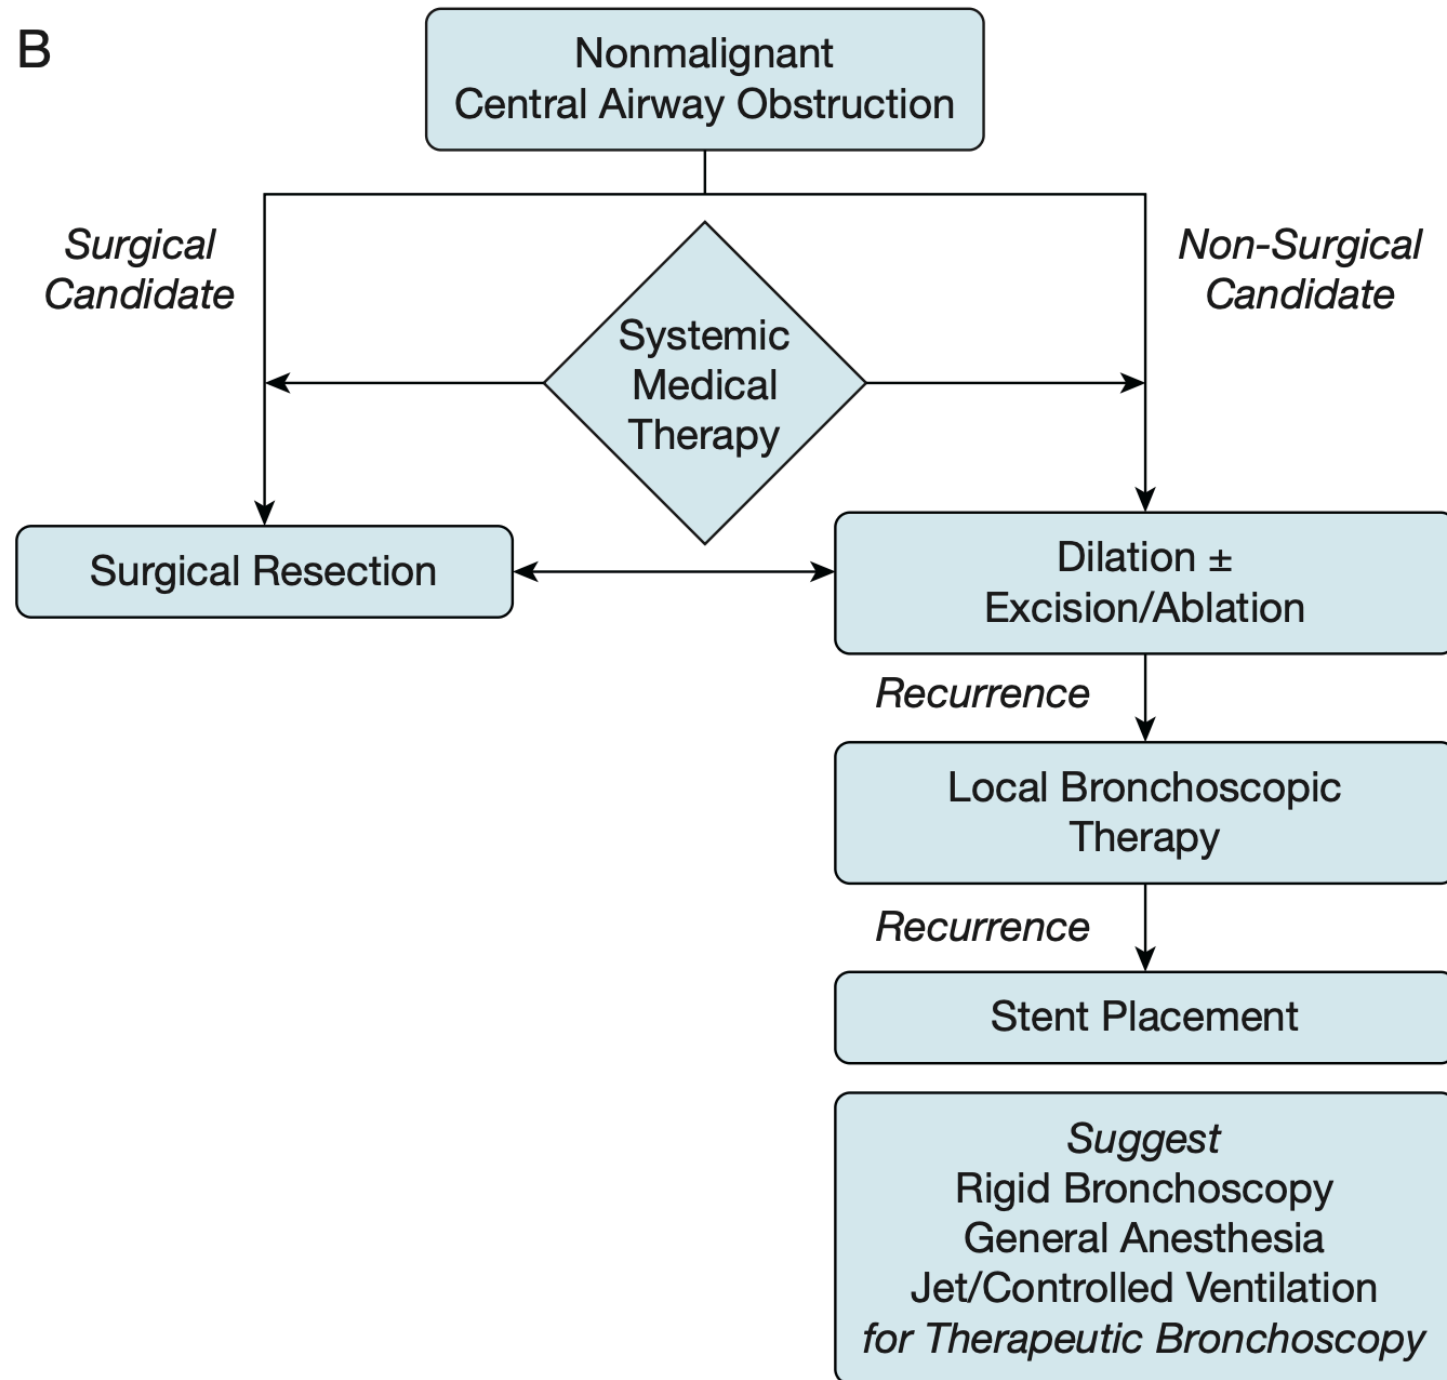 B
Nonmalignant
Central Airway Obstruction
Surgical
Candidate
Non-Surgical
Candidate
Systemic
Medical
Therapy
Surgical Resection
Dilation ±
Excision/Ablation
Recurrence
Local Bronchoscopic
Therapy
Recurrence
Stent Placement
Suggest
Rigid Bronchoscopy
General Anesthesia
Jet/Controlled Ventilation
for Therapeutic Bronchoscopy